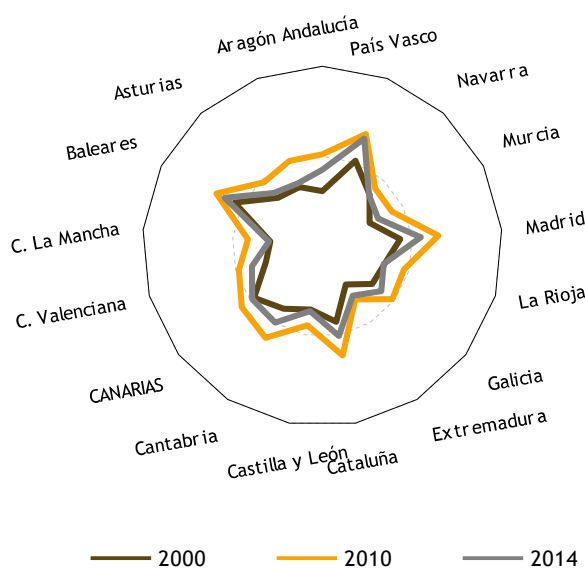 Aragón Andalucía
País Vasco
Asturias
Navarra
Baleares
Murcia
C. La Mancha
Madrid
C. Valenciana
La Rioja
CANARIAS
Galicia
Cantabria
Extremadura
Castilla y León
Cataluña
2000
2010
2014